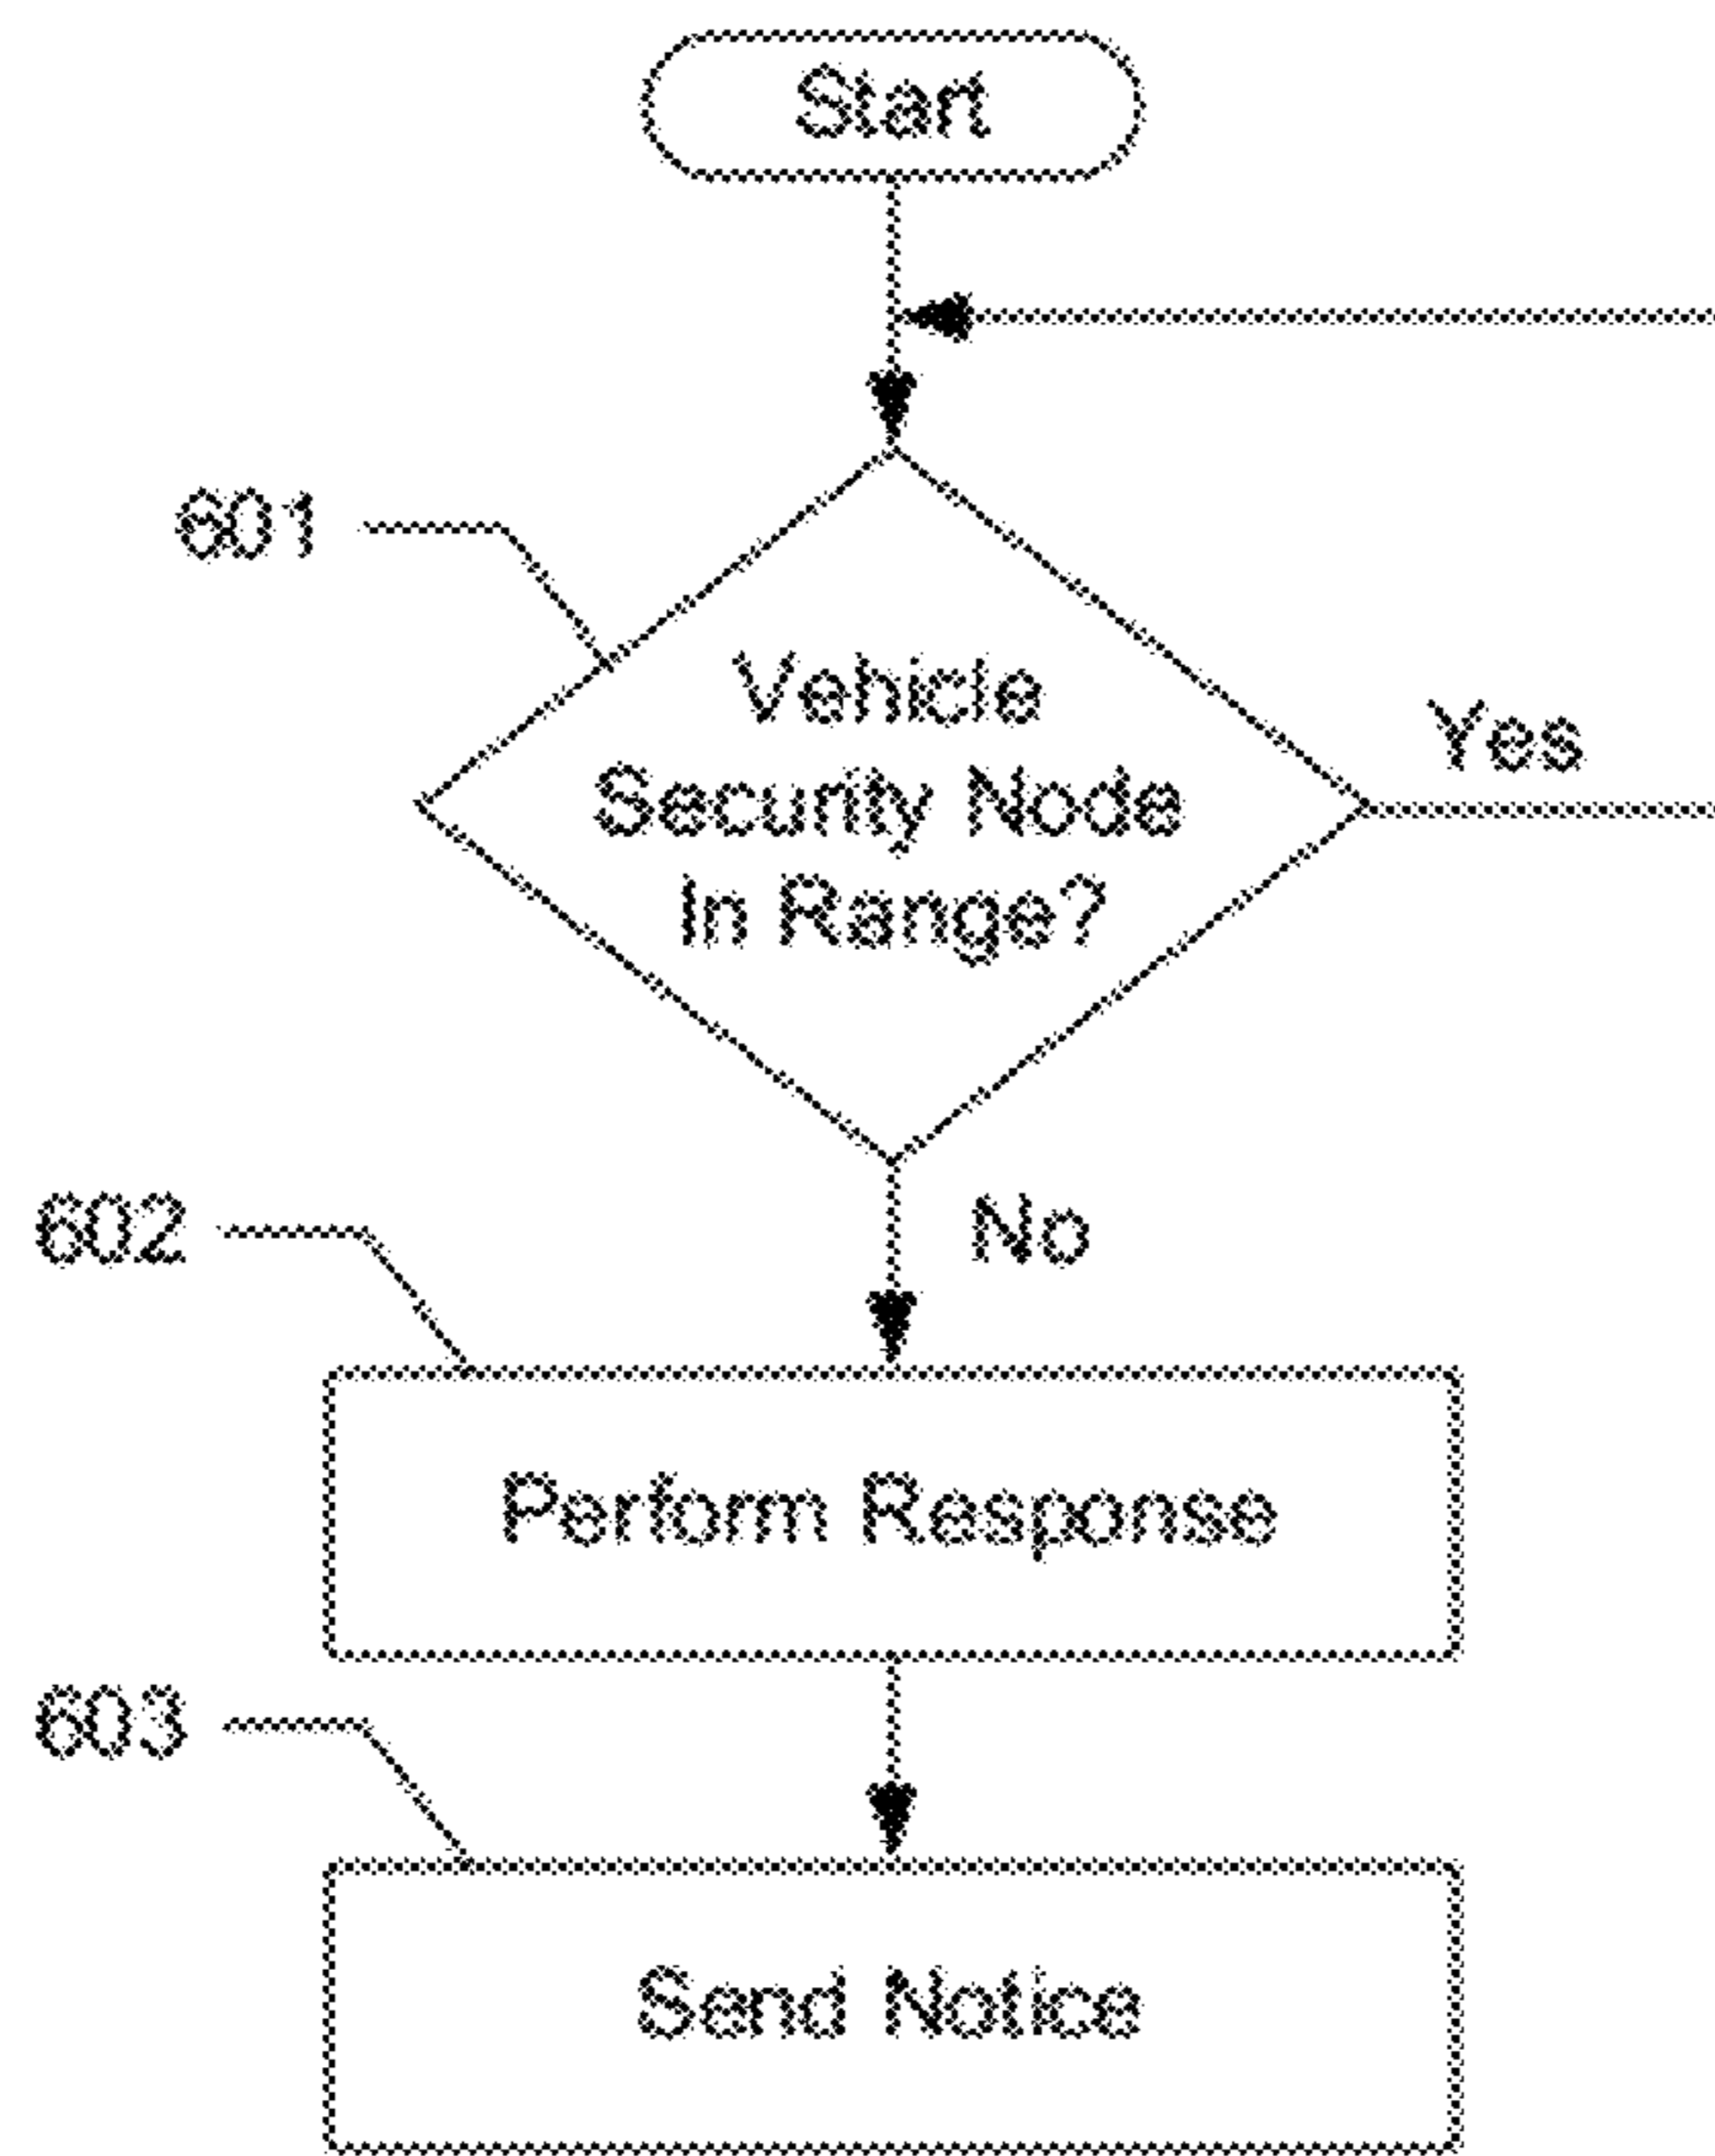 Start
601
Vehicle
Security Node
In Range?
Yes
No
602
Perform Response
603
Send Notice